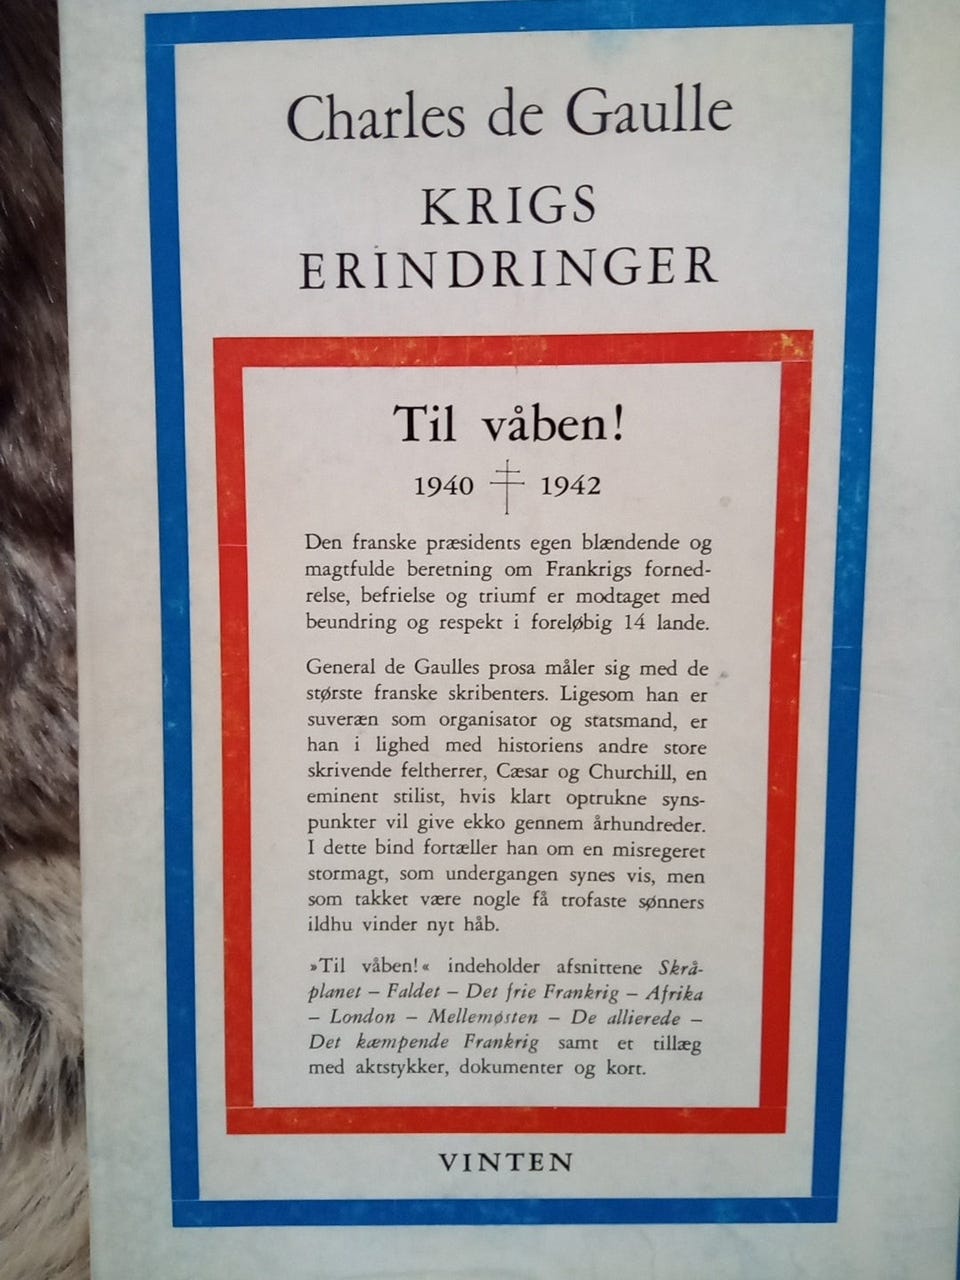 Charles de Gaulle
KRIGS
ERINDRINGER
Til våben!
1940 1942
Den franske præsidents egen blændende og
magtfulde beretning om Frankrigs forned-
relse, befrielse og triumf er modtaget med
beundring og respekt i foreløbig 14 lande.
General de Gaulles prosa måler sig med de
største franske skribenters. Ligesom han er
suveræn som organisator og statsmand, er
han i lighed med historiens andre store
skrivende feltherrer, Cæsar og Churchill, en
eminent stilist, hvis klart optrukne syns-
punkter vil give ekko gennem århundreder.
I dette bind fortæller han om en misregeret
stormagt, som undergangen synes vis, men
som takket være nogle få trofaste sønners
ildhu vinder nyt håb.
»Til våben!« indeholder afsnittene Skrå-
planet – Faldet – Det frie Frankrig – Afrika
– London – Mellemøsten – De allierede –
Det kæmpende Frankrig samt et tillæg
med aktstykker, dokumenter og kort.
VINTEN